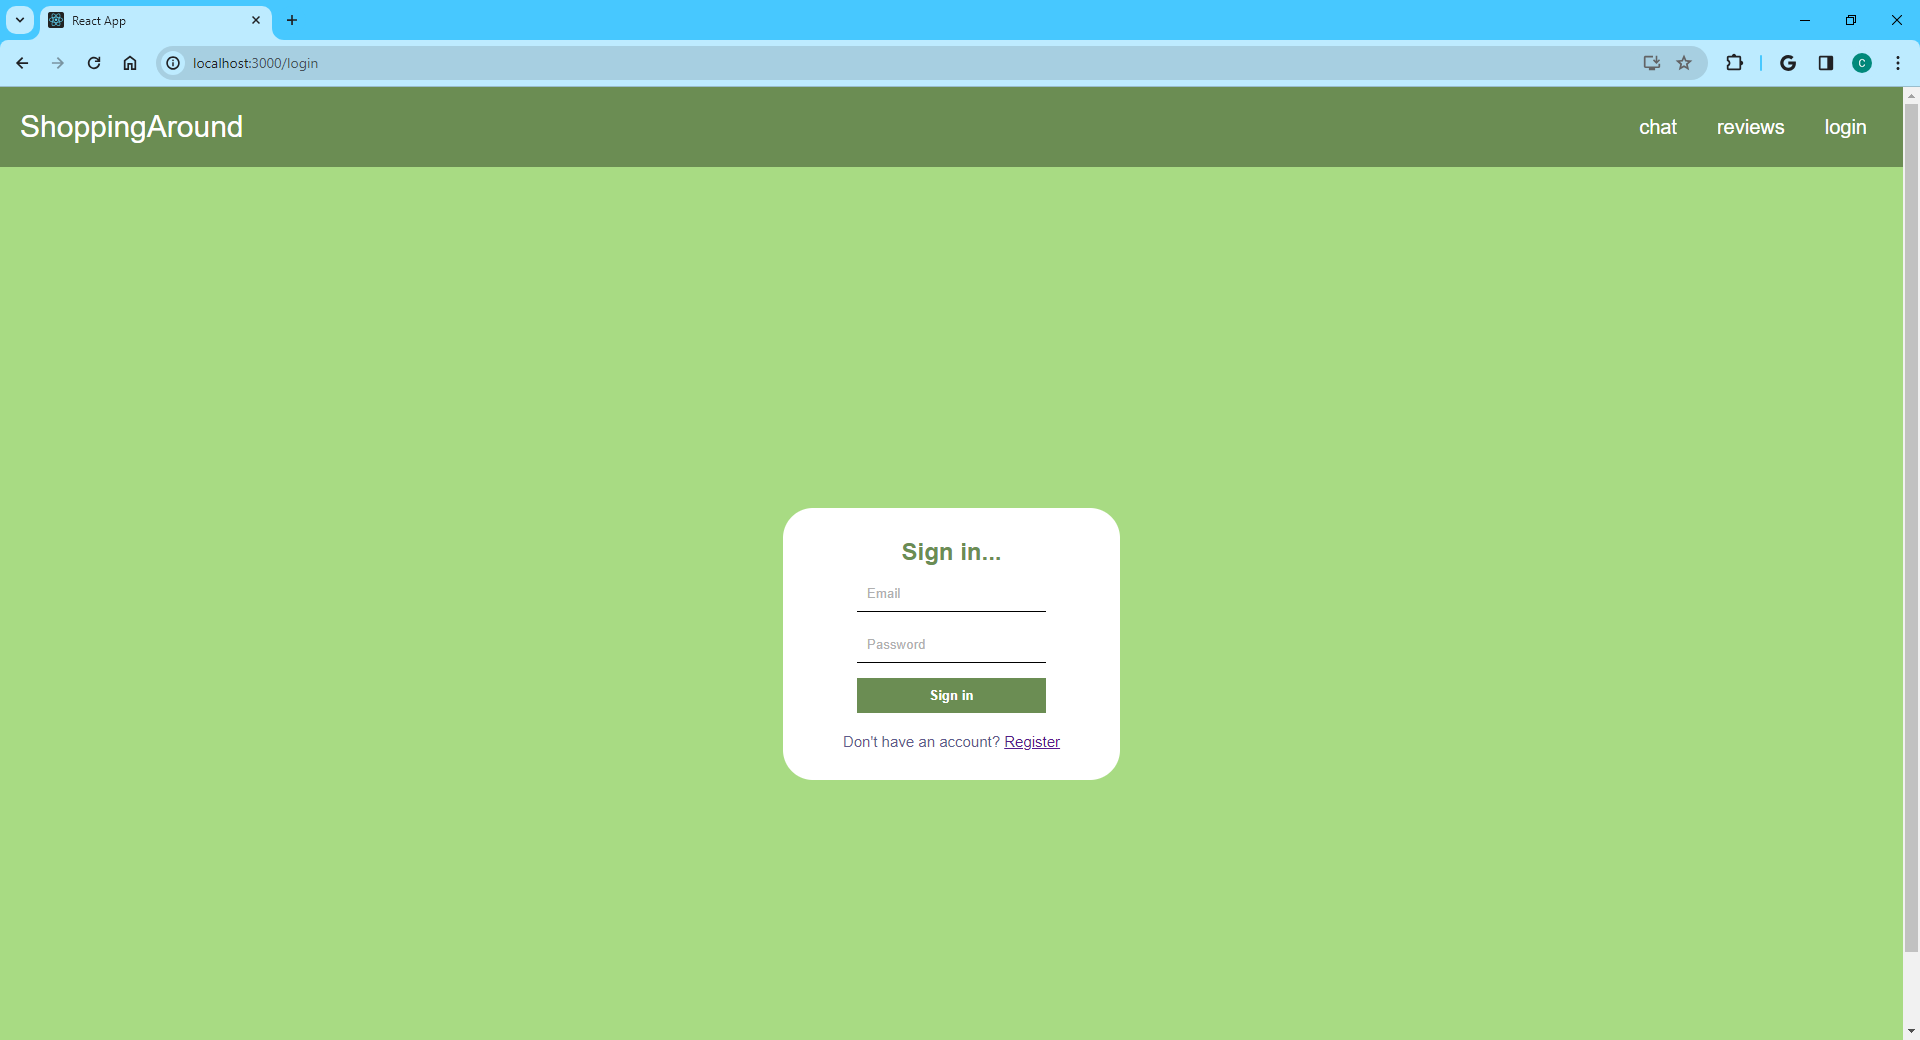 React App
localhost:3000/login
C
ShoppingAround
chat reviews login
Sign in...
Email
Password
Sign in
Don't have an account? Register